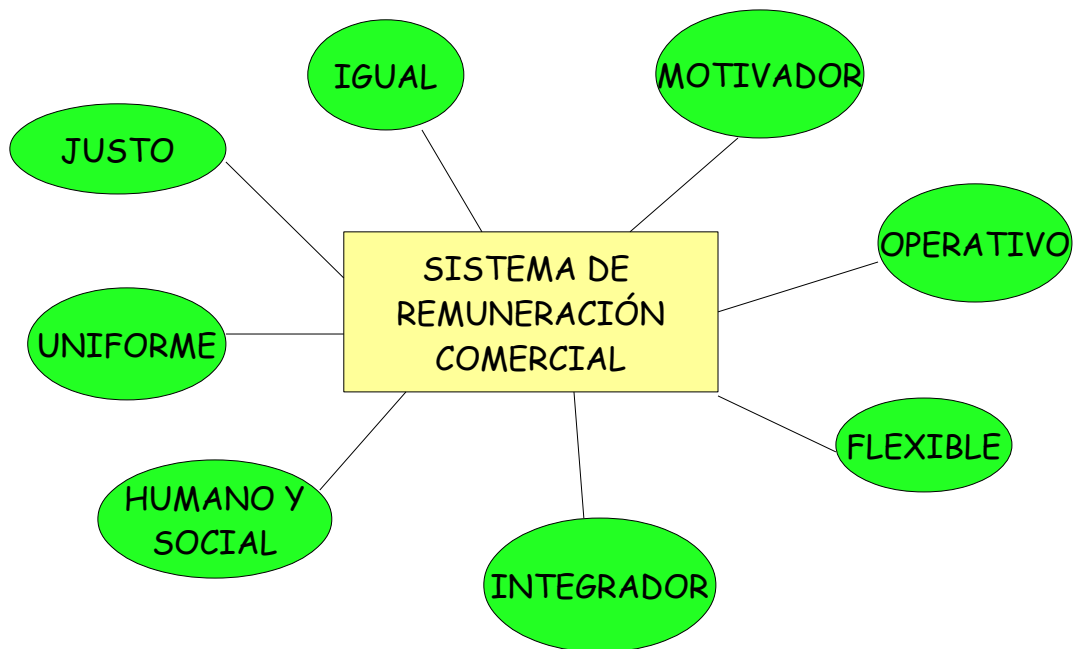 IGUAL
MOTIVADOR
JUSTO
OPERATIVO
SISTEMA DE
REMUNERACIÓN
COMERCIAL
UNIFORME
FLEXIBLE
HUMANO Y
SOCIAL
INTEGRADOR